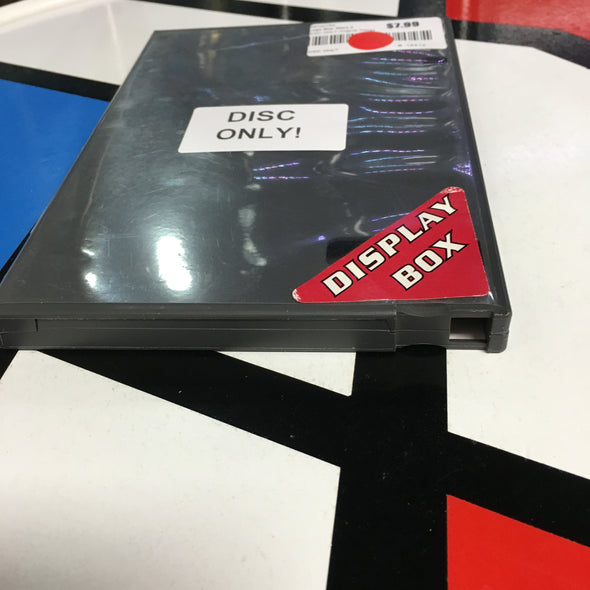 $7.99
DISC
ONLY!
DISPLAY
BOX